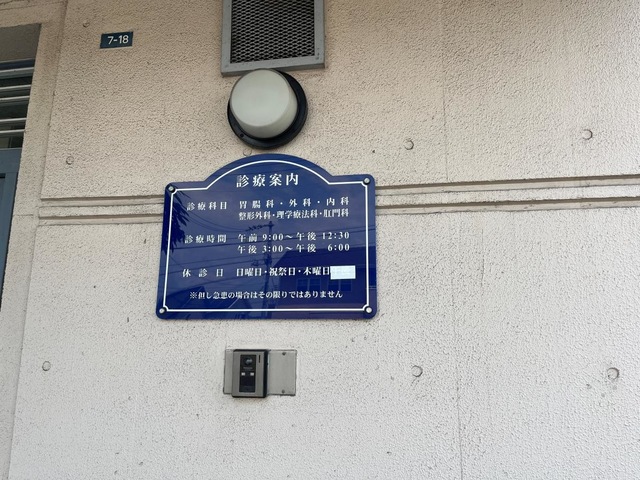 7-18
診療案内
診療科目 胃腸科・外科・内科
整形外科・理学療法科・肛門科
診療時間 午前 9:00〜午後 12:30
午後 3:00〜午後 6:00
休診日 日曜日・祝祭日・木曜日
※但し急患の場合はその限りではありません